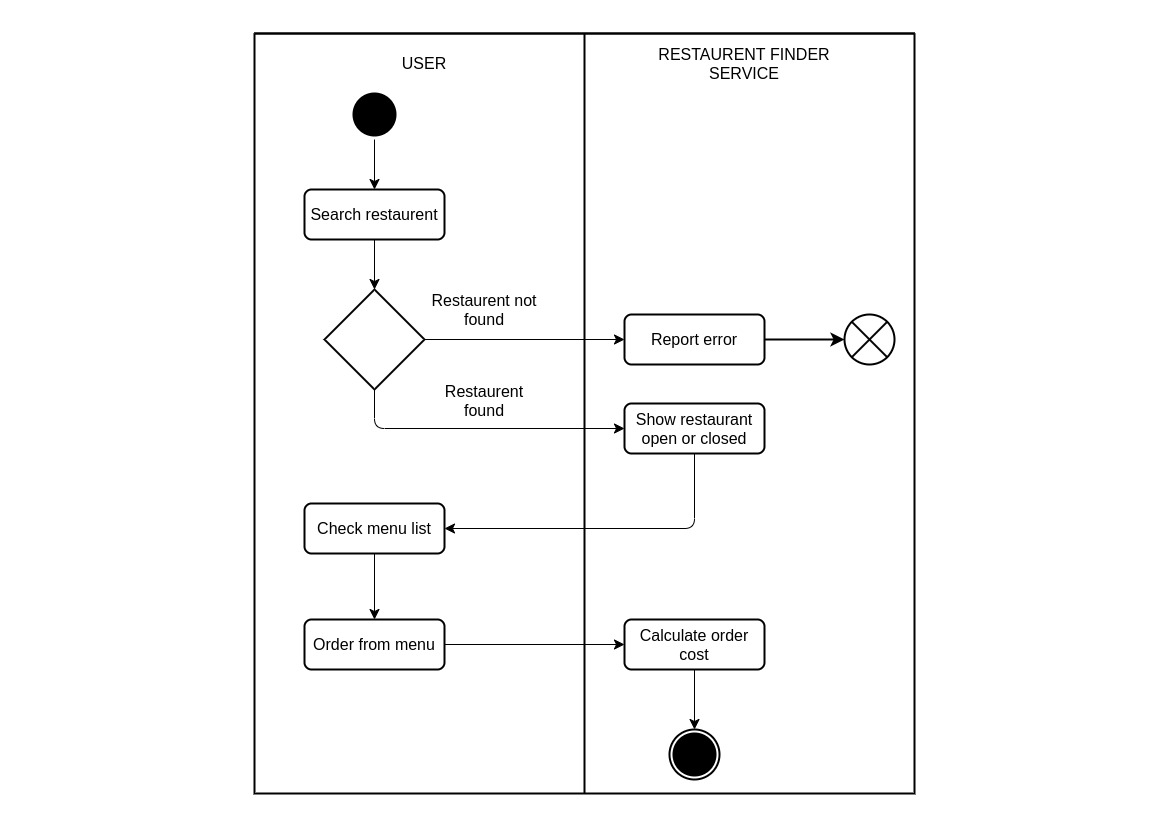 USER
RESTAURENT FINDER
SERVICE
Search restaurent
Restaurent not
found
Report error
Restaurent
found
Show restaurant
open or closed
Check menu list
Order from menu
Calculate order
cost